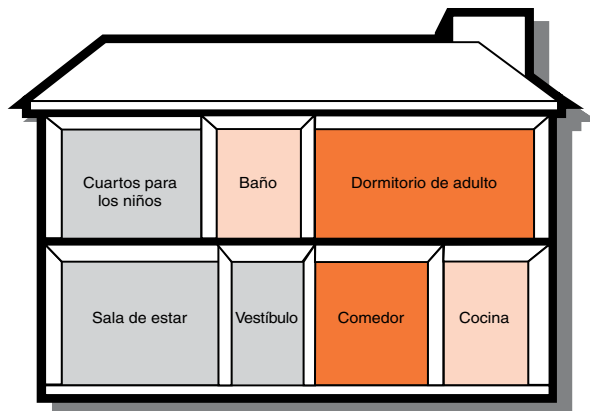 Cuartos para
los niños
Baño
Dormitorio de adulto
Sala de estar
Vestíbulo
Comedor
Cocina